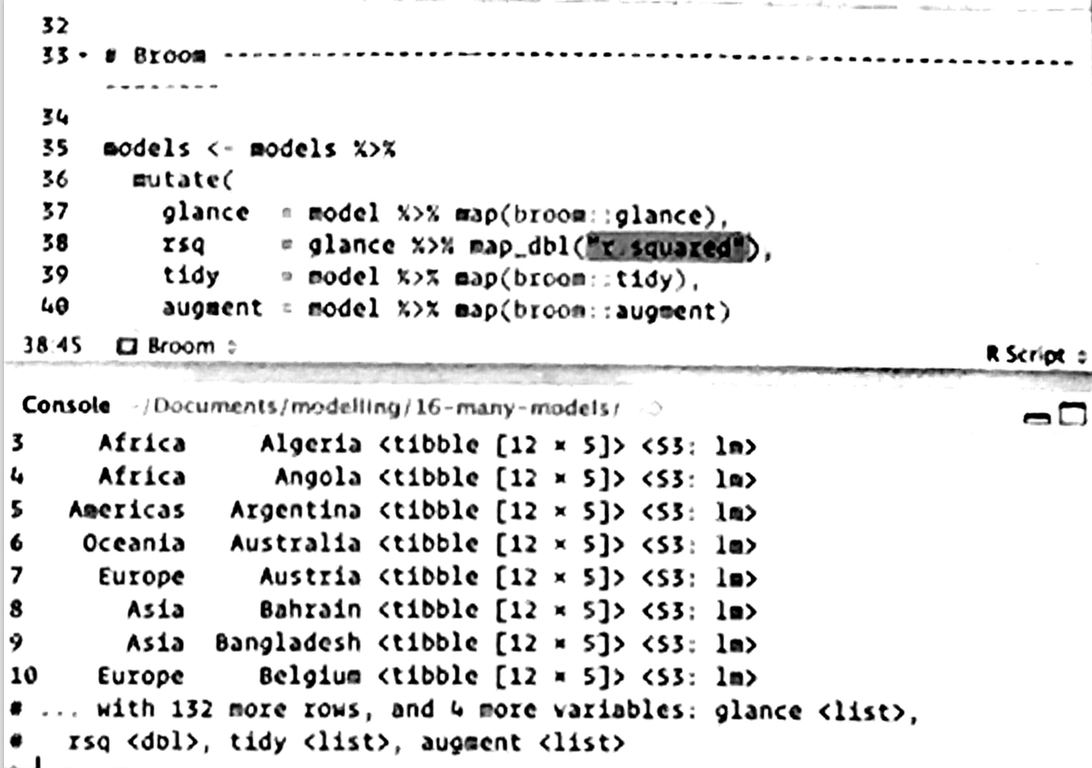 32
33 # Broom --------------------------------------------------------------
--------
34
35 models <- models %>%
36 mutate(
37 glance = model %>% map(broom::glance),
38 rsq = glance %>% map_dbl("r.squared"),
39 tidy = model %>% map(broom::tidy),
40 augment = model %>% map(broom::augment)
38:45 Broom R Script
Console ~/Documents/modelling/16-many-models/
3 Africa Algeria <tibble [12 × 5]> <S3: lm>
4 Africa Angola <tibble [12 × 5]> <S3: lm>
5 Americas Argentina <tibble [12 × 5]> <S3: lm>
6 Oceania Australia <tibble [12 × 5]> <S3: lm>
7 Europe Austria <tibble [12 × 5]> <S3: lm>
8 Asia Bahrain <tibble [12 × 5]> <S3: lm>
9 Asia Bangladesh <tibble [12 × 5]> <S3: lm>
10 Europe Belgium <tibble [12 × 5]> <S3: lm>
# ... with 132 more rows, and 4 more variables: glance <list>,
# rsq <dbl>, tidy <list>, augment <list>